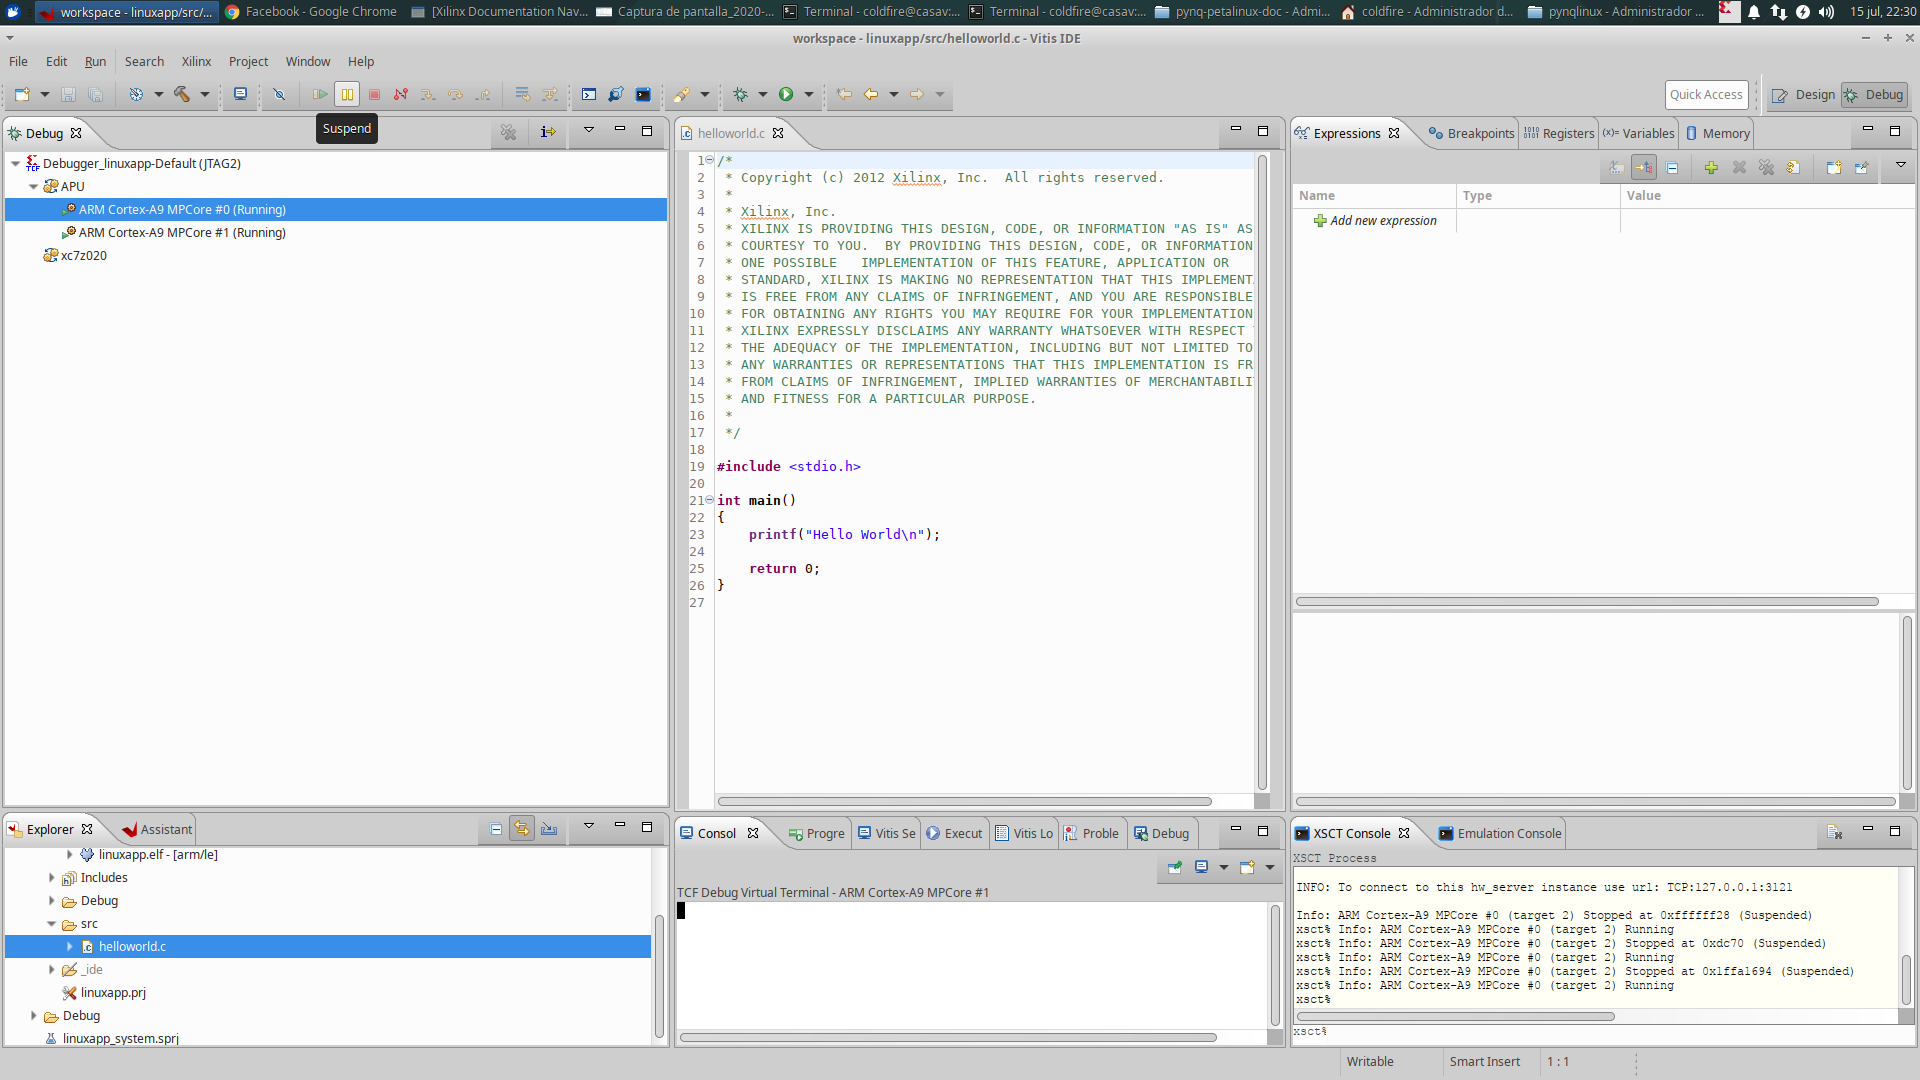 workspace - linuxapp/src/...
Facebook - Google Chrome
[Xilinx Documentation Nav...
Captura de pantalla_2020-...
Terminal - coldfire@casav:...
Terminal - coldfire@casav:...
pynq-petalinux-doc - Admi...
coldfire - Administrador d...
pynqlinux - Administrador ...
15 jul, 22:30
workspace - linuxapp/src/helloworld.c - Vitis IDE
File Edit Run Search Xilinx Project Window Help
Quick Access
Design
Debug
Suspend
Debug
Debugger_linuxapp-Default (JTAG2)
TCF
APU
ARM Cortex-A9 MPCore #0 (Running)
ARM Cortex-A9 MPCore #1 (Running)
xc7z020
helloworld.c
1 /*
2 * Copyright (c) 2012 Xilinx, Inc.  All rights reserved.
3 *
4 * Xilinx, Inc.
5 * XILINX IS PROVIDING THIS DESIGN, CODE, OR INFORMATION "AS IS" AS
6 * COURTESY TO YOU.  BY PROVIDING THIS DESIGN, CODE, OR INFORMATION
7 * ONE POSSIBLE   IMPLEMENTATION OF THIS FEATURE, APPLICATION OR
8 * STANDARD, XILINX IS MAKING NO REPRESENTATION THAT THIS IMPLEMENT
9 * IS FREE FROM ANY CLAIMS OF INFRINGEMENT, AND YOU ARE RESPONSIBLE
10 * FOR OBTAINING ANY RIGHTS YOU MAY REQUIRE FOR YOUR IMPLEMENTATION
11 * XILINX EXPRESSLY DISCLAIMS ANY WARRANTY WHATSOEVER WITH RESPECT
12 * THE ADEQUACY OF THE IMPLEMENTATION, INCLUDING BUT NOT LIMITED TO
13 * ANY WARRANTIES OR REPRESENTATIONS THAT THIS IMPLEMENTATION IS FR
14 * FROM CLAIMS OF INFRINGEMENT, IMPLIED WARRANTIES OF MERCHANTABILI
15 * AND FITNESS FOR A PARTICULAR PURPOSE.
16 *
17 */
18
19 #include <stdio.h>
20
21 int main()
22 {
23     printf("Hello World\n");
24
25     return 0;
26 }
27
Expressions
Breakpoints
Registers
(x)= Variables
Memory
Name Type Value
Add new expression
Explorer
Assistant
linuxapp.elf - [arm/le]
Includes
Debug
src
helloworld.c
_ide
linuxapp.prj
Debug
linuxapp_system.sprj
Consol
Progre
Vitis Se
Execut
Vitis Lo
Proble
Debug
TCF Debug Virtual Terminal - ARM Cortex-A9 MPCore #1
XSCT Console
Emulation Console
XSCT Process
INFO: To connect to this hw_server instance use url: TCP:127.0.0.1:3121
Info: ARM Cortex-A9 MPCore #0 (target 2) Stopped at 0xffffff28 (Suspended)
xsct% Info: ARM Cortex-A9 MPCore #0 (target 2) Running
xsct% Info: ARM Cortex-A9 MPCore #0 (target 2) Stopped at 0xdc70 (Suspended)
xsct% Info: ARM Cortex-A9 MPCore #0 (target 2) Running
xsct% Info: ARM Cortex-A9 MPCore #0 (target 2) Stopped at 0x1ffa1694 (Suspended)
xsct% Info: ARM Cortex-A9 MPCore #0 (target 2) Running
xsct%
xsct%
Writable
Smart Insert
1 : 1